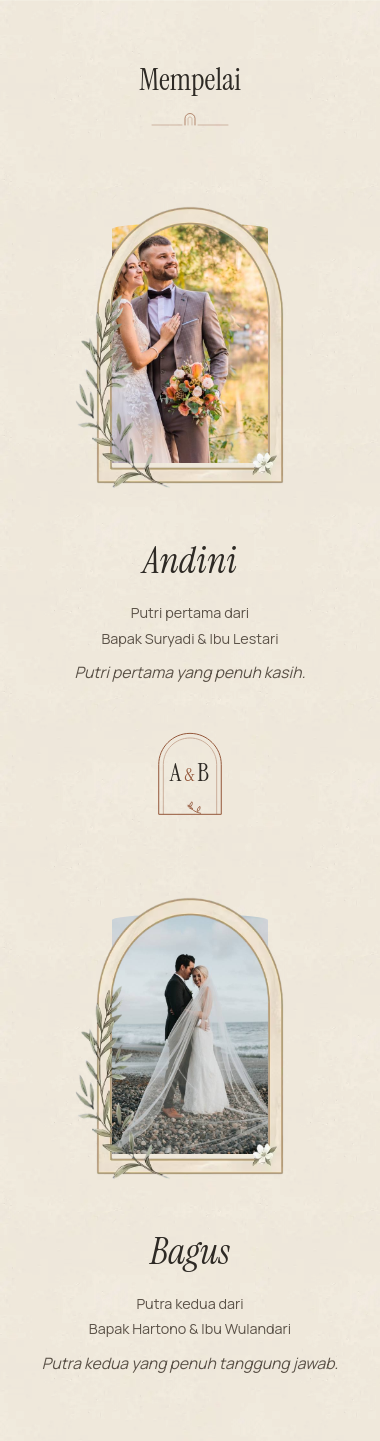 Mempelai
Andini
Putri pertama dari
Bapak Suryadi & Ibu Lestari
Putri pertama yang penuh kasih.
A & B
Bagus
Putra kedua dari
Bapak Hartono & Ibu Wulandari
Putra kedua yang penuh tanggung jawab.